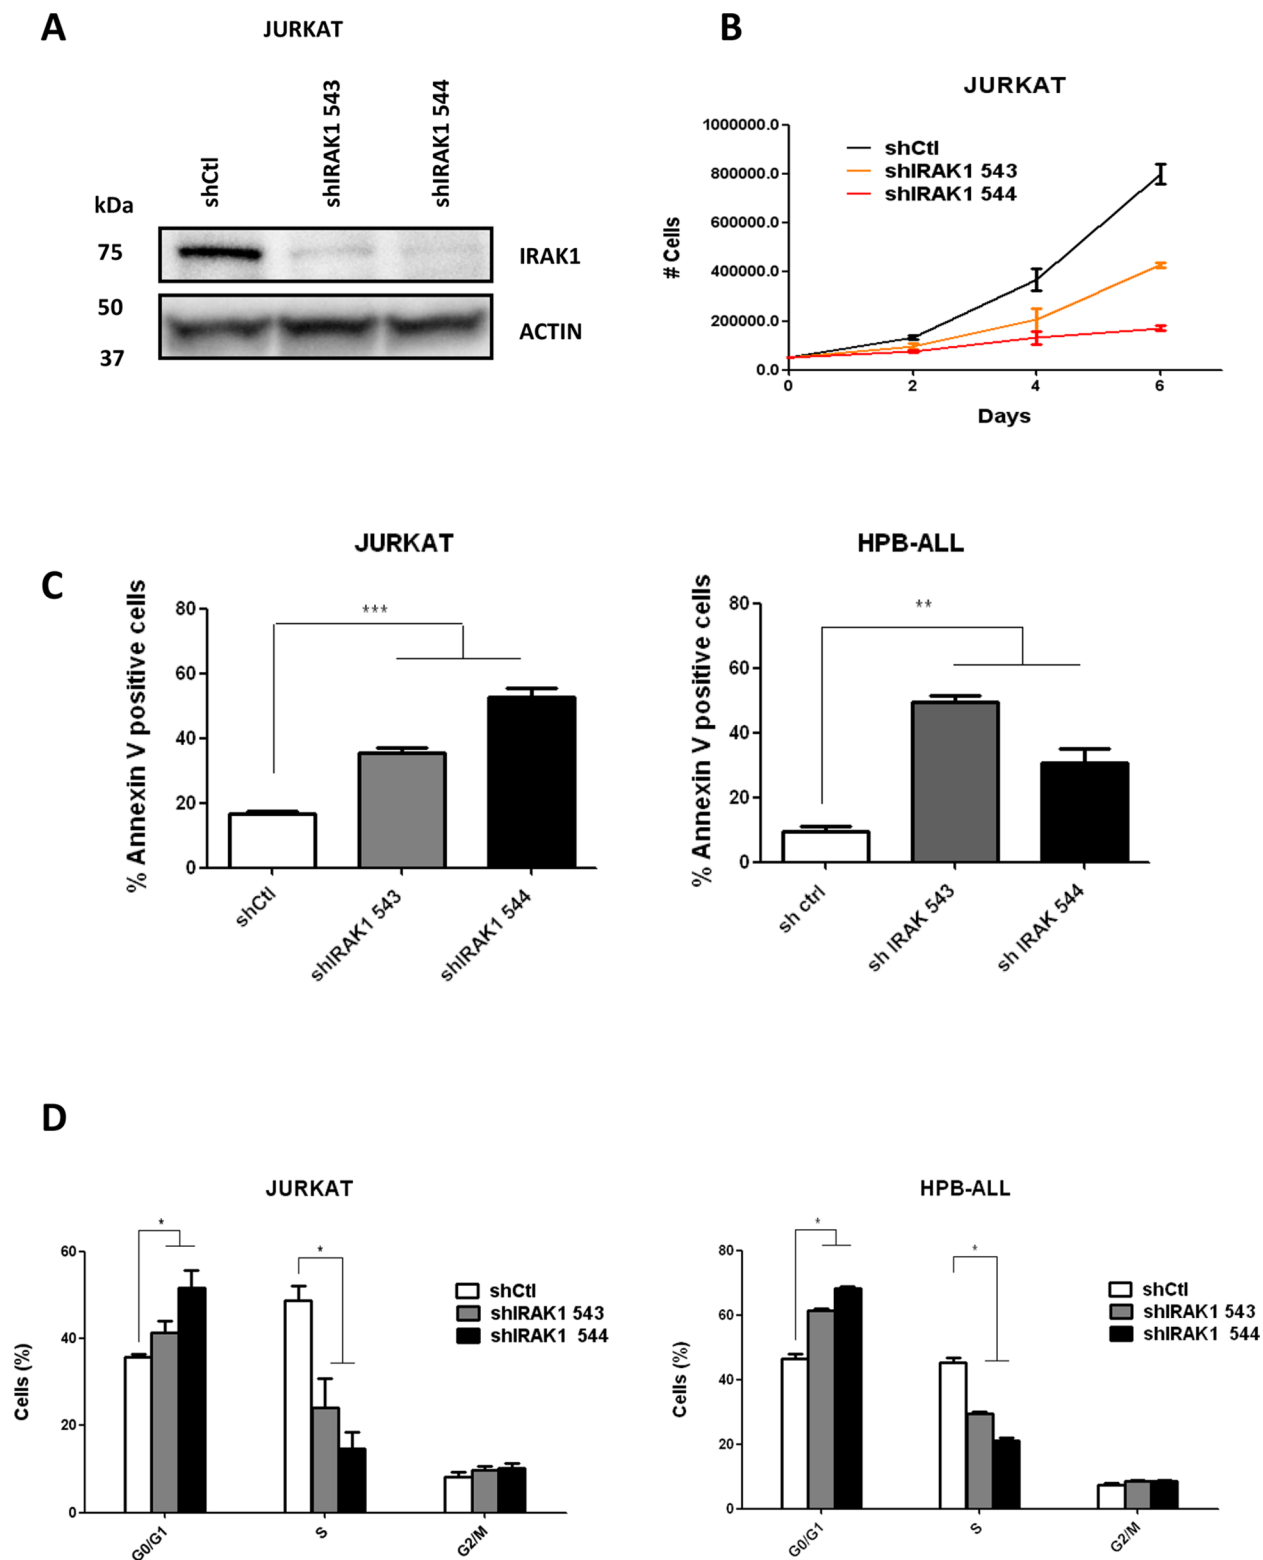 A
JURKAT
shCtl
shIRAK1 543
shIRAK1 544
kDa
75
IRAK1
50
ACTIN
37
B
JURKAT
1000000.0
800000.0
600000.0
400000.0
200000.0
0.0
# Cells
shCtl
shIRAK1 543
shIRAK1 544
0
2
4
6
Days
C
JURKAT
% Annexin V positive cells
80
60
40
20
0
***
shCtl
shIRAK1 543
shIRAK1 544
HPB-ALL
% Annexin V positive cells
80
60
40
20
0
**
sh ctrl
sh IRAK 543
sh IRAK 544
D
JURKAT
Cells (%)
60
40
20
0
*
*
shCtl
shIRAK1 543
shIRAK1 544
G0/G1
S
G2/M
HPB-ALL
Cells (%)
80
60
40
20
0
*
*
shCtl
shIRAK1 543
shIRAK1 544
G0/G1
S
G2/M